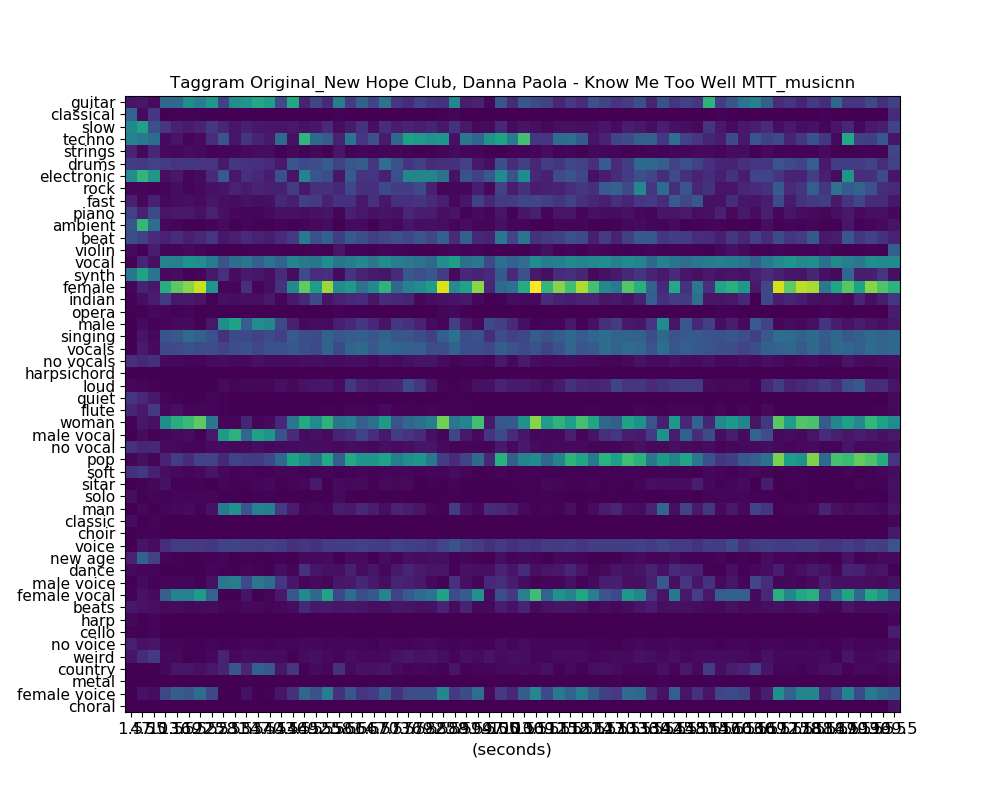 Taggram Original_New Hope Club, Danna Paola - Know Me Too Well MTT_musicnn
guitar
classical
slow
techno
strings
drums
electronic
rock
fast
piano
ambient
beat
violin
vocal
synth
female
indian
opera
male
singing
vocals
no vocals
harpsichord
loud
quiet
flute
woman
male vocal
no vocal
pop
soft
sitar
solo
man
classic
choir
voice
new age
dance
male voice
female vocal
beats
harp
cello
no voice
weird
country
metal
female voice
choral
(seconds)